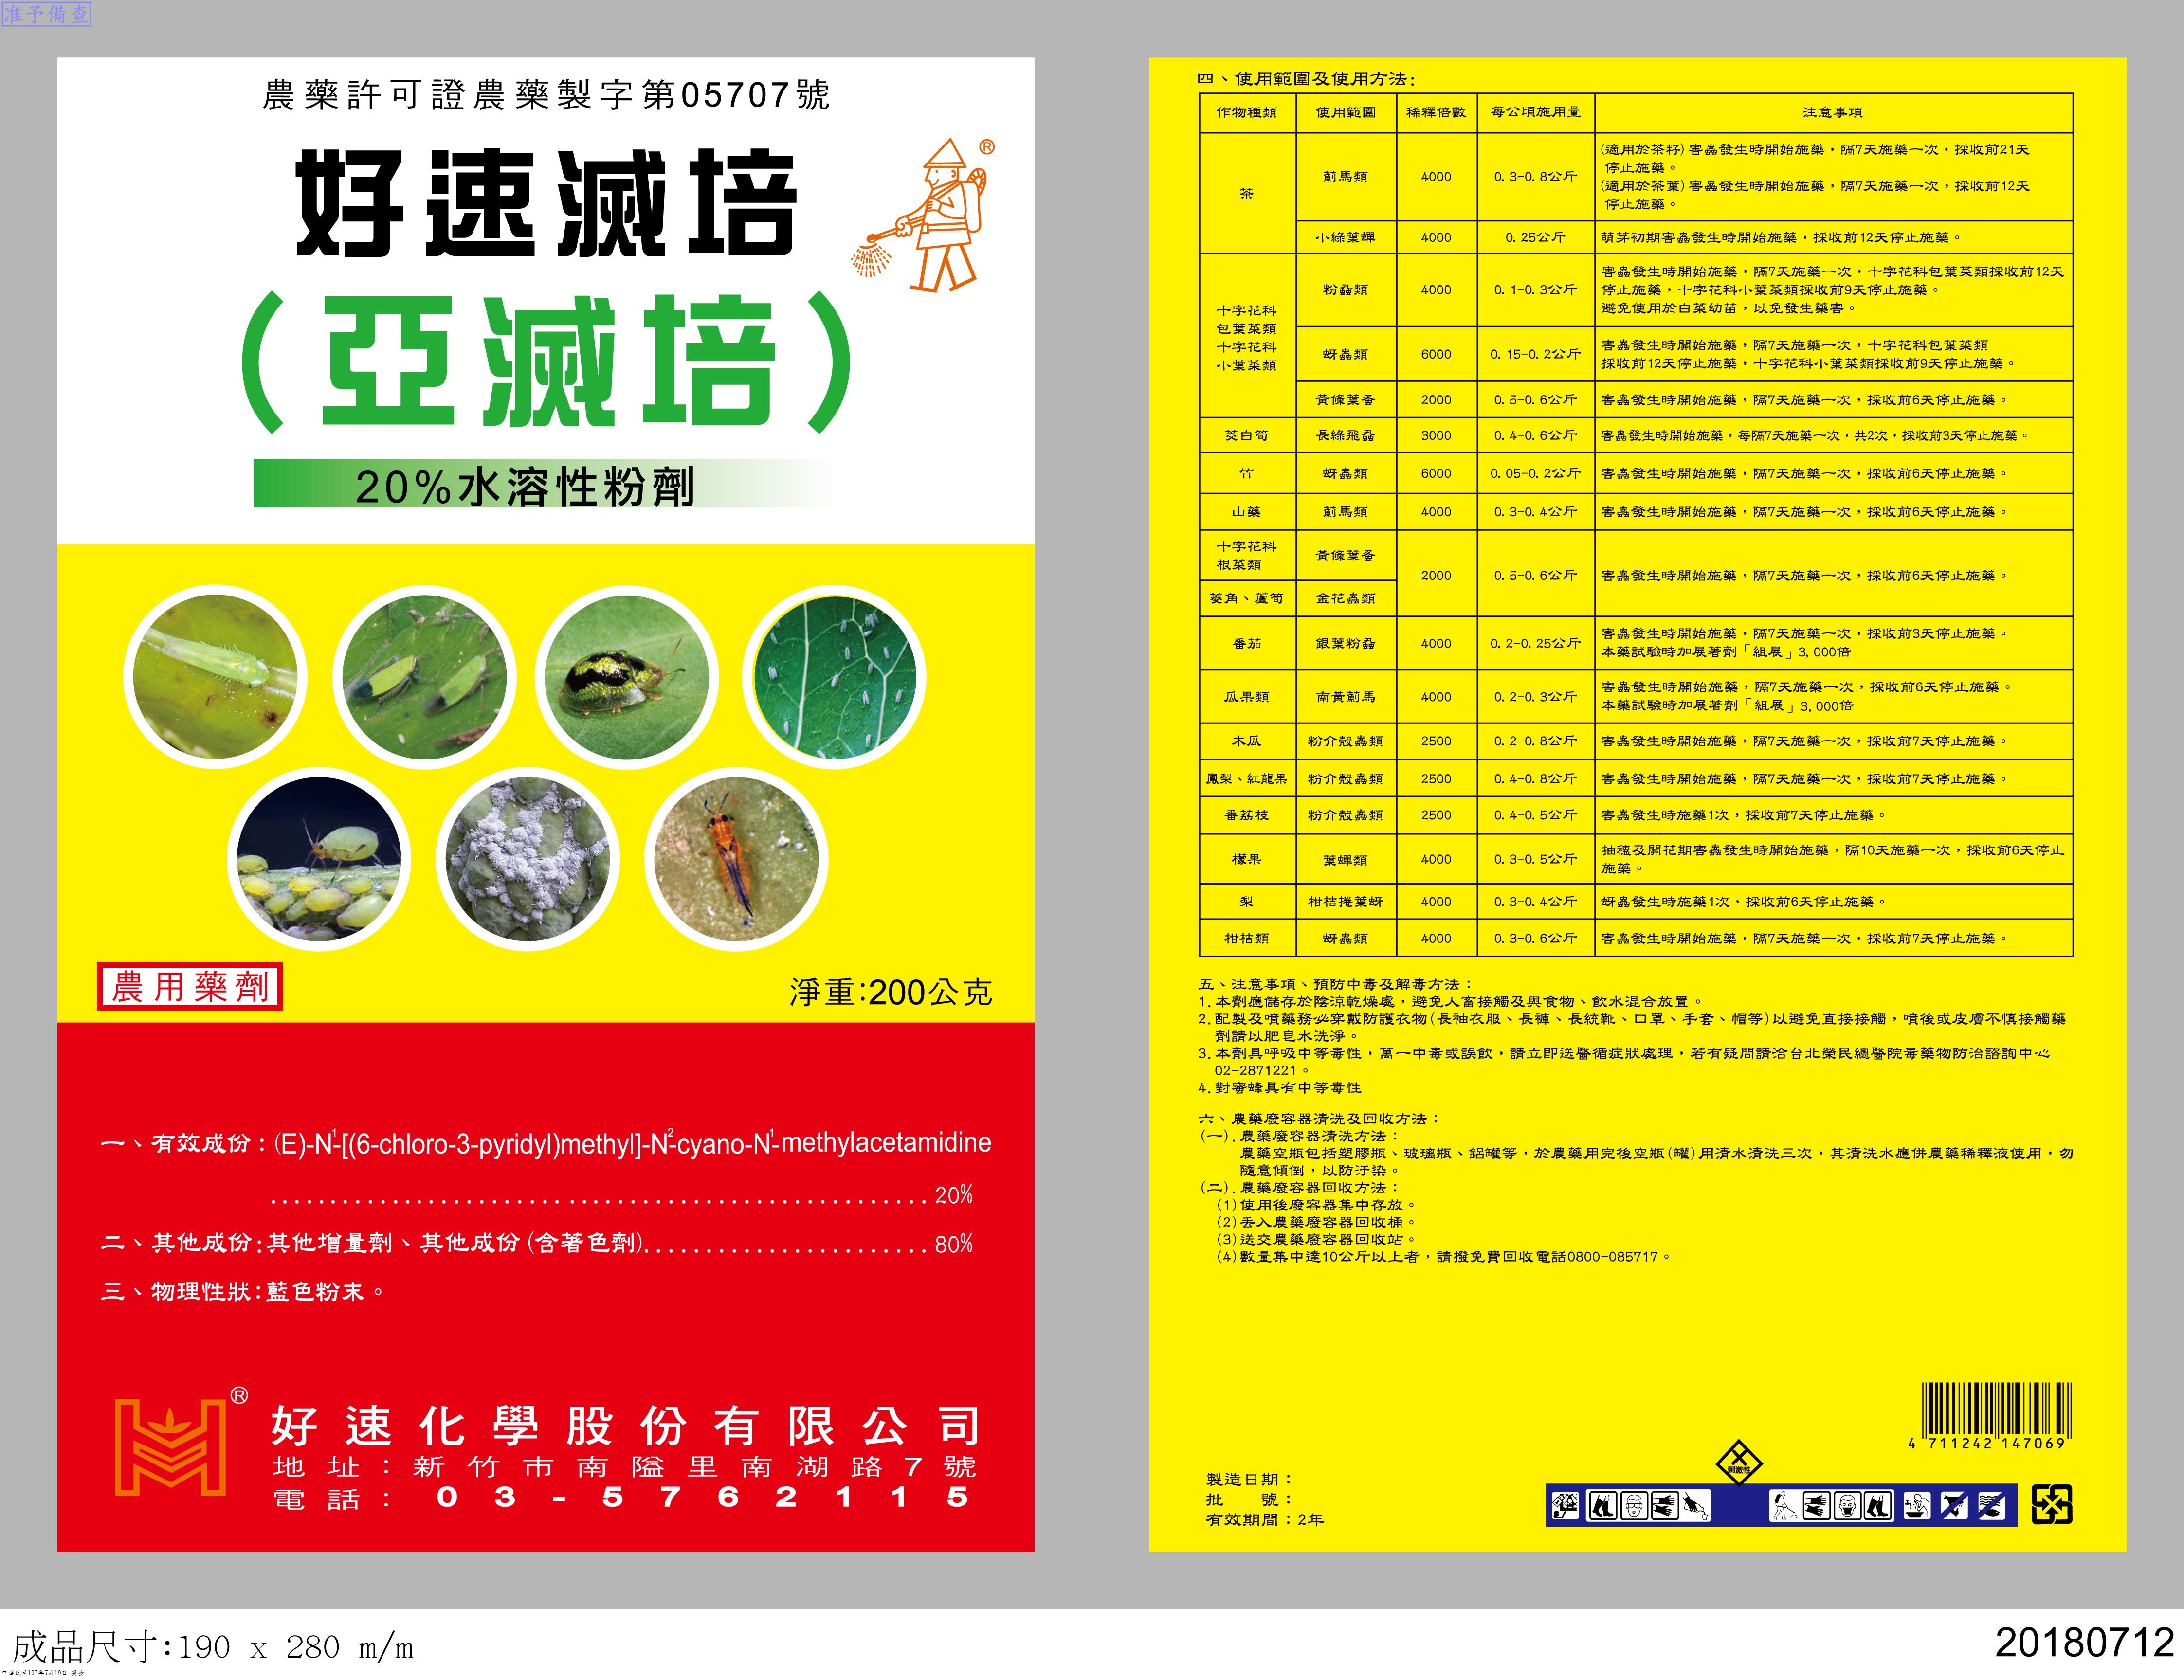 准予備查
農藥許可證農藥製字第05707號
好速滅培
®
(亞滅培)
20%水溶性粉劑
農用藥劑
淨重:200公克
一、有效成份:(E)-N¹-[(6-chloro-3-pyridyl)methyl]-N²-cyano-N¹-methylacetamidine
........................................................ 20%
二、其他成份:其他增量劑、其他成份(含著色劑)........................ 80%
三、物理性狀:藍色粉末。
®
好速化學股份有限公司
地址:新竹市南隘里南湖路7號
電話:03-5762115
四、使用範圍及使用方法:
作物種類 使用範圍 稀釋倍數 每公頃施用量 注意事項
茶 薊馬類 4000 0.3-0.8公斤 (適用於茶籽)害蟲發生時開始施藥,隔7天施藥一次,採收前21天
停止施藥。
(適用於茶葉)害蟲發生時開始施藥,隔7天施藥一次,採收前12天
停止施藥。
小綠葉蟬 4000 0.25公斤 萌芽初期害蟲發生時開始施藥,採收前12天停止施藥。
十字花科
包葉菜類
十字花科
小葉菜類
粉蝨類 4000 0.1-0.3公斤 害蟲發生時開始施藥,隔7天施藥一次,十字花科包葉菜類採收前12天
停止施藥,十字花科小葉菜類採收前9天停止施藥。
避免使用於白菜幼苗,以免發生藥害。
蚜蟲類 6000 0.15-0.2公斤 害蟲發生時開始施藥,隔7天施藥一次,十字花科包葉菜類
採收前12天停止施藥,十字花科小葉菜類採收前9天停止施藥。
黃條葉蚤 2000 0.5-0.6公斤 害蟲發生時開始施藥,隔7天施藥一次,採收前6天停止施藥。
茭白筍 長綠飛蝨 3000 0.4-0.6公斤 害蟲發生時開始施藥,每隔7天施藥一次,共2次,採收前3天停止施藥。
竹 蚜蟲類 6000 0.05-0.2公斤 害蟲發生時開始施藥,隔7天施藥一次,採收前6天停止施藥。
山藥 薊馬類 4000 0.3-0.4公斤 害蟲發生時開始施藥,隔7天施藥一次,採收前6天停止施藥。
十字花科
根菜類
黃條葉蚤
2000 0.5-0.6公斤 害蟲發生時開始施藥,隔7天施藥一次,採收前6天停止施藥。
菱角、蘆筍 金花蟲類
番茄 銀葉粉蝨 4000 0.2-0.25公斤 害蟲發生時開始施藥,隔7天施藥一次,採收前3天停止施藥。
本藥試驗時加展著劑「組展」3,000倍
瓜果類 南黃薊馬 4000 0.2-0.3公斤 害蟲發生時開始施藥,隔7天施藥一次,採收前6天停止施藥。
本藥試驗時加展著劑「組展」3,000倍
木瓜 粉介殼蟲類 2500 0.2-0.8公斤 害蟲發生時開始施藥,隔7天施藥一次,採收前7天停止施藥。
鳳梨、紅龍果 粉介殼蟲類 2500 0.4-0.8公斤 害蟲發生時開始施藥,隔7天施藥一次,採收前7天停止施藥。
番荔枝 粉介殼蟲類 2500 0.4-0.5公斤 害蟲發生時施藥1次,採收前7天停止施藥。
檬果 葉蟬類 4000 0.3-0.5公斤 抽穗及開花期害蟲發生時開始施藥,隔10天施藥一次,採收前6天停止
施藥。
梨 柑桔捲葉蚜 4000 0.3-0.4公斤 蚜蟲發生時施藥1次,採收前6天停止施藥。
柑桔類 蚜蟲類 4000 0.3-0.6公斤 害蟲發生時開始施藥,隔7天施藥一次,採收前7天停止施藥。
五、注意事項、預防中毒及解毒方法:
1.本劑應儲存於陰涼乾燥處,避免人畜接觸及與食物、飲水混合放置。
2.配製及噴藥務必穿戴防護衣物(長袖衣服、長褲、長統靴、口罩、手套、帽等)以避免直接接觸,噴後或皮膚不慎接觸藥
劑請以肥皂水洗淨。
3.本劑具呼吸中等毒性,萬一中毒或誤飲,請立即送醫循症狀處理,若有疑問請洽台北榮民總醫院毒藥物防治諮詢中心
02-2871221。
4.對蜜蜂具有中等毒性
六、農藥廢容器清洗及回收方法:
(一).農藥廢容器清洗方法:
農藥空瓶包括塑膠瓶、玻璃瓶、鋁罐等,於農藥用完後空瓶(罐)用清水清洗三次,其清洗水應併農藥稀釋液使用,勿
隨意傾倒,以防汙染。
(二).農藥廢容器回收方法:
(1)使用後廢容器集中存放。
(2)丟入農藥廢容器回收桶。
(3)送交農藥廢容器回收站。
(4)數量集中達10公斤以上者,請撥免費回收電話0800-085717。
4 711242 147069
刺激性
製造日期:
批 號:
有效期間:2年
成品尺寸:190 x 280 m/m
20180712
中華民國107年7月19日